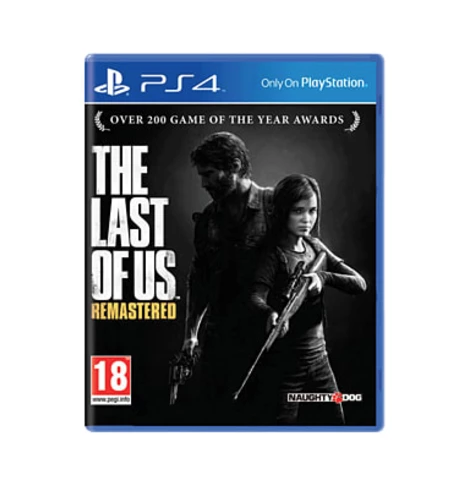 PS4
Only On PlayStation.
OVER 200 GAME OF THE YEAR AWARDS
THE
LAST
OF US
REMASTERED
18
www.pegi.info
NAUGHTY DOG